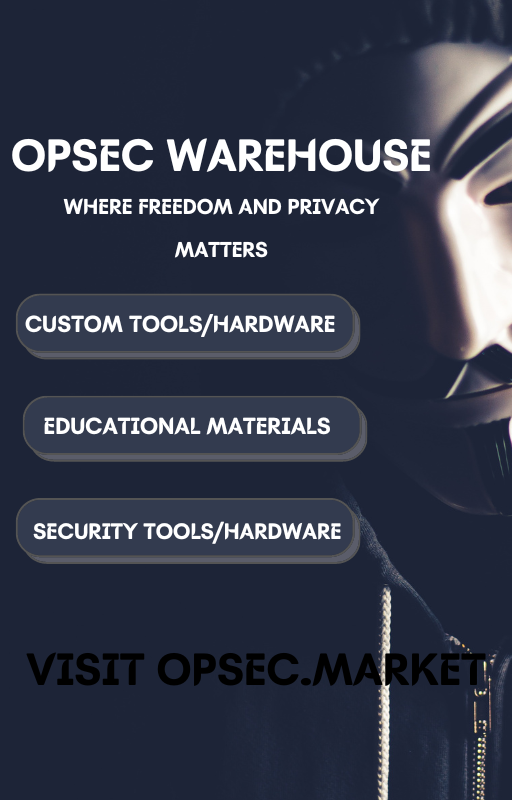 OPSEC WAREHOUSE
WHERE FREEDOM AND PRIVACY
MATTERS
CUSTOM TOOLS/HARDWARE
EDUCATIONAL MATERIALS
SECURITY TOOLS/HARDWARE
VISIT OPSEC.MARKET